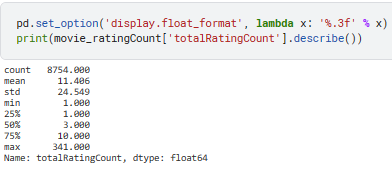 pd.set_option('display.float_format', lambda x: '%.3f' % x)
print(movie_ratingCount['totalRatingCount'].describe())
count   8754.000
mean      11.406
std       24.549
min        1.000
25%        1.000
50%        3.000
75%       10.000
max      341.000
Name: totalRatingCount, dtype: float64